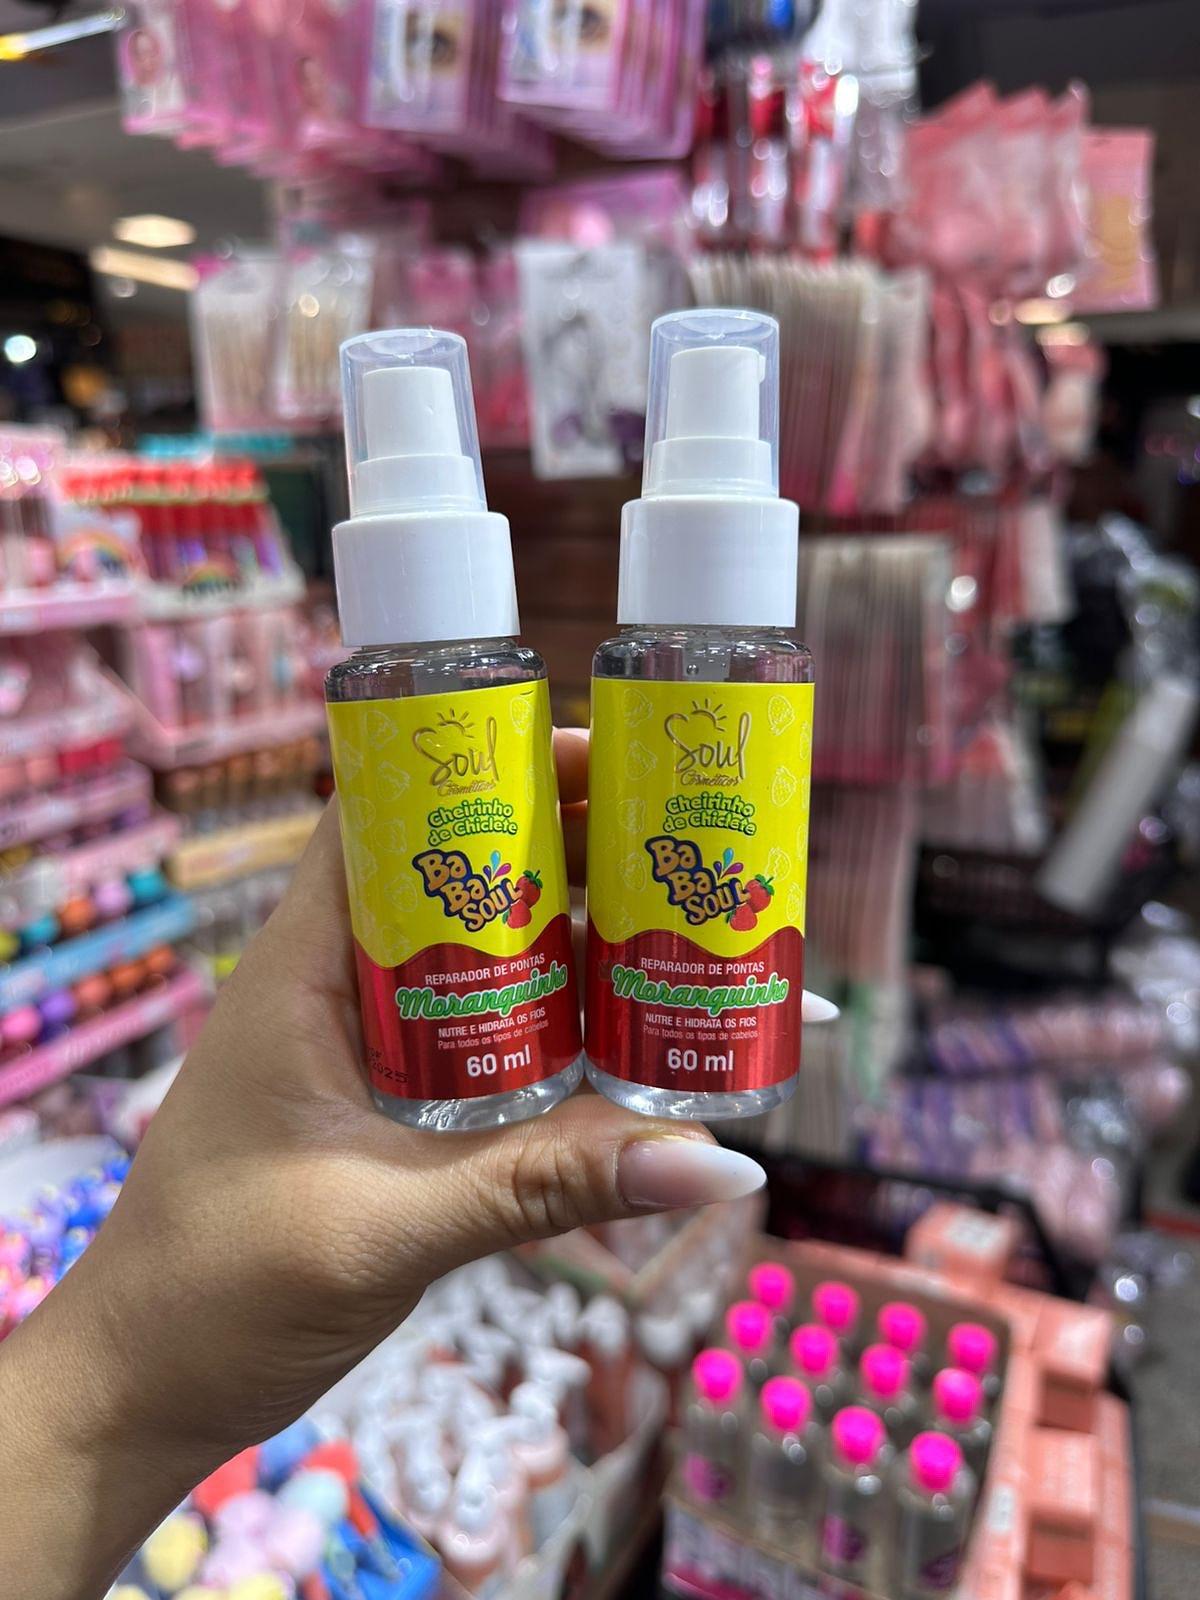 Soul
Cosméticos
Cheirinho
de Chiclete
Ba
Ba
SOUL
REPARADOR DE PONTAS
Moranguinho
NUTRE E HIDRATA OS FIOS
Para todos os tipos de cabelos
60 ml
2025
Soul
Cosméticos
Cheirinho
de Chiclete
Ba
Ba
SOUL
REPARADOR DE PONTAS
Moranguinho
NUTRE E HIDRATA OS FIOS
Para todos os tipos de cabelos
60 ml